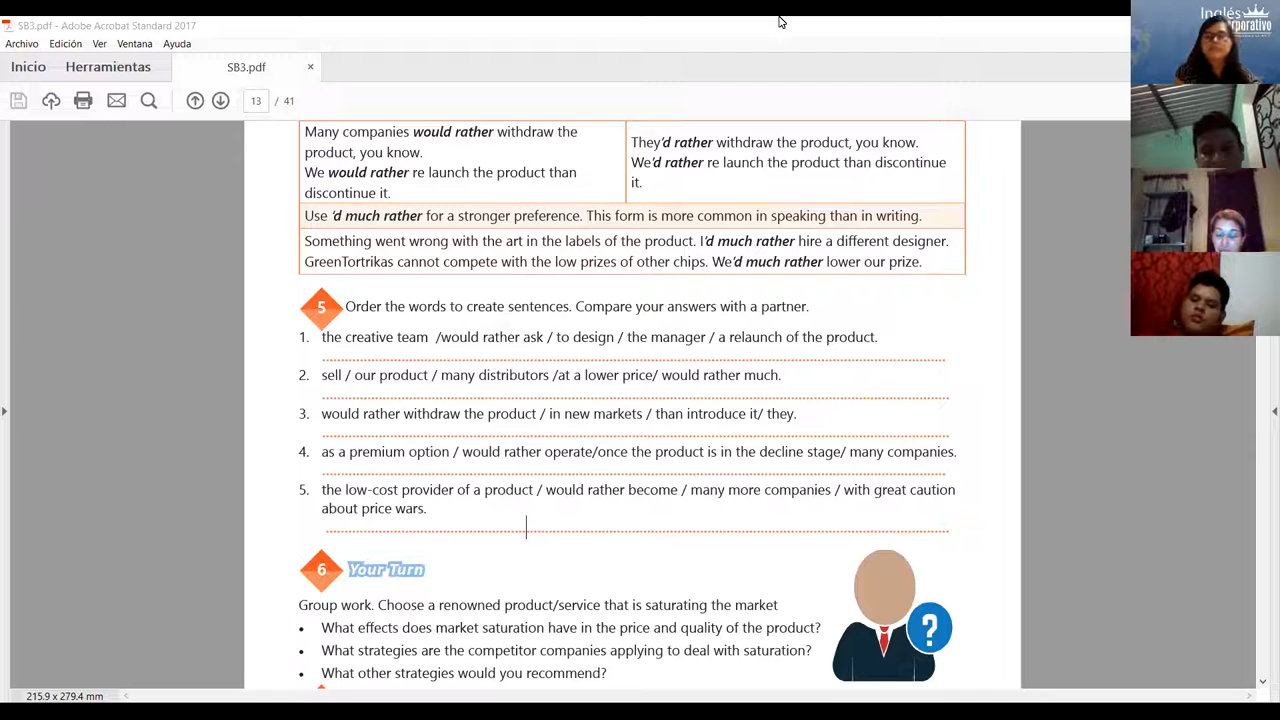 SB3.pdf - Adobe Acrobat Standard 2017
Archivo Edición Ver Ventana Ayuda
Inicio Herramientas SB3.pdf ×
13 / 41
Many companies would rather withdraw the
product, you know.
We would rather re launch the product than
discontinue it.
They'd rather withdraw the product, you know.
We'd rather re launch the product than discontinue
it.
Use 'd much rather for a stronger preference. This form is more common in speaking than in writing.
Something went wrong with the art in the labels of the product. I'd much rather hire a different designer.
GreenTortrikas cannot compete with the low prizes of other chips. We'd much rather lower our prize.
5 Order the words to create sentences. Compare your answers with a partner.
1. the creative team /would rather ask / to design / the manager / a relaunch of the product.
2. sell / our product / many distributors /at a lower price/ would rather much.
3. would rather withdraw the product / in new markets / than introduce it/ they.
4. as a premium option / would rather operate/once the product is in the decline stage/ many companies.
5. the low-cost provider of a product / would rather become / many more companies / with great caution
about price wars.
6 Your Turn
Group work. Choose a renowned product/service that is saturating the market
• What effects does market saturation have in the price and quality of the product?
• What strategies are the competitor companies applying to deal with saturation?
• What other strategies would you recommend?
?
215.9 x 279.4 mm
Inglés